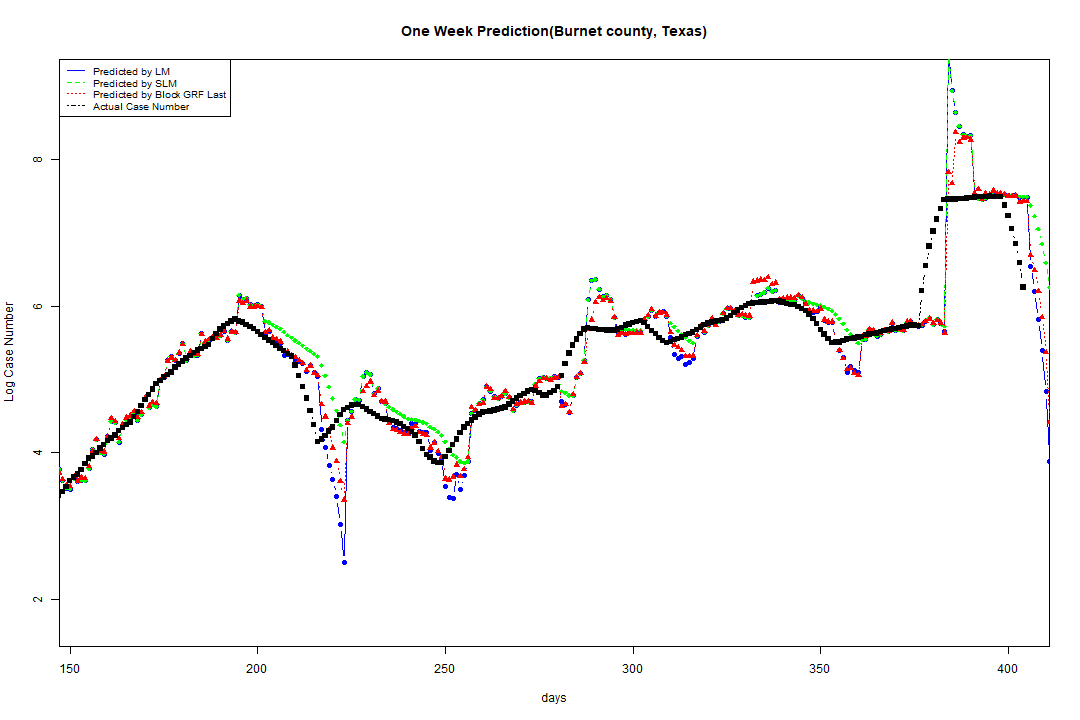 One Week Prediction(Burnet county, Texas)
Predicted by LM
Predicted by SLM
Predicted by Block GRF Last
Actual Case Number
Log Case Number
8
6
4
2
150 200 250 300 350 400
days